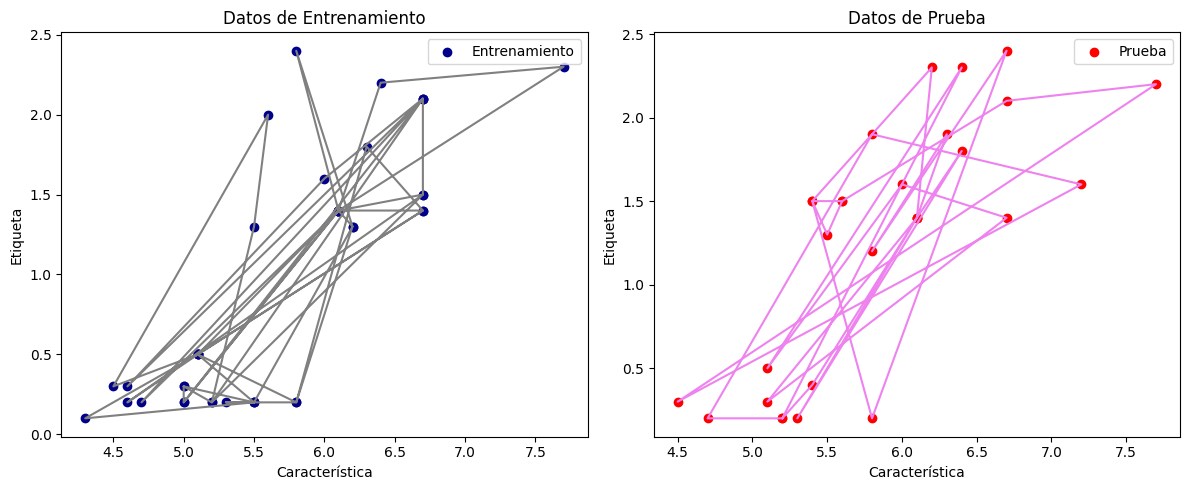 Datos de Entrenamiento
Entrenamiento
2.5
2.0
1.5
1.0
0.5
0.0
Etiqueta
4.5 5.0 5.5 6.0 6.5 7.0 7.5
Característica
Datos de Prueba
Prueba
2.5
2.0
1.5
1.0
0.5
Etiqueta
4.5 5.0 5.5 6.0 6.5 7.0 7.5
Característica